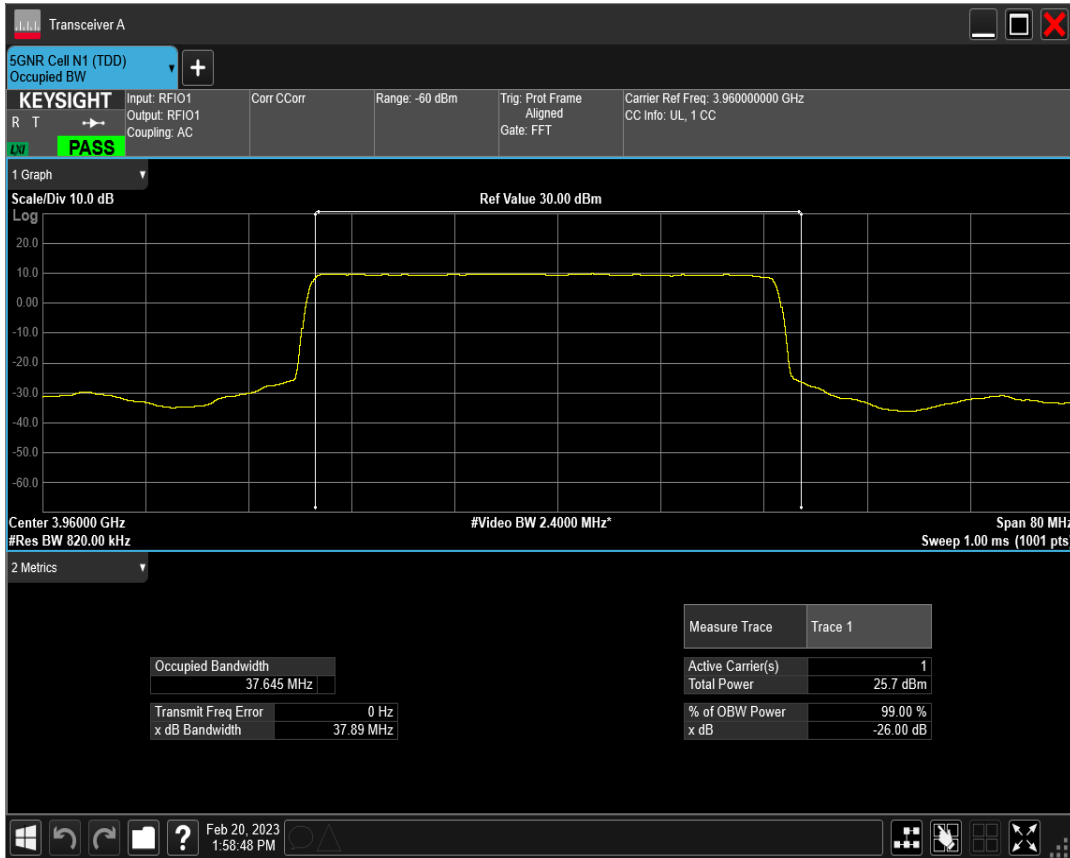 Transceiver A
5GNR Cell N1 (TDD)
Occupied BW
+
KEYSIGHT
R T
LXI
PASS
Input: RFIO1
Output: RFIO1
Coupling: AC
Corr CCorr
Range: -60 dBm
Trig: Prot Frame
Aligned
Gate: FFT
Carrier Ref Freq: 3.960000000 GHz
CC Info: UL, 1 CC
1 Graph
Scale/Div 10.0 dB
Ref Value 30.00 dBm
Log
20.0
10.0
0.00
-10.0
-20.0
-30.0
-40.0
-50.0
-60.0
Center 3.96000 GHz
#Video BW 2.4000 MHz*
Span 80 MHz
#Res BW 820.00 kHz
Sweep 1.00 ms (1001 pts)
2 Metrics
Measure Trace Trace 1
Occupied Bandwidth
37.645 MHz
Active Carrier(s) 1
Total Power 25.7 dBm
Transmit Freq Error 0 Hz
x dB Bandwidth 37.89 MHz
% of OBW Power 99.00 %
x dB -26.00 dB
?
Feb 20, 2023
1:58:48 PM